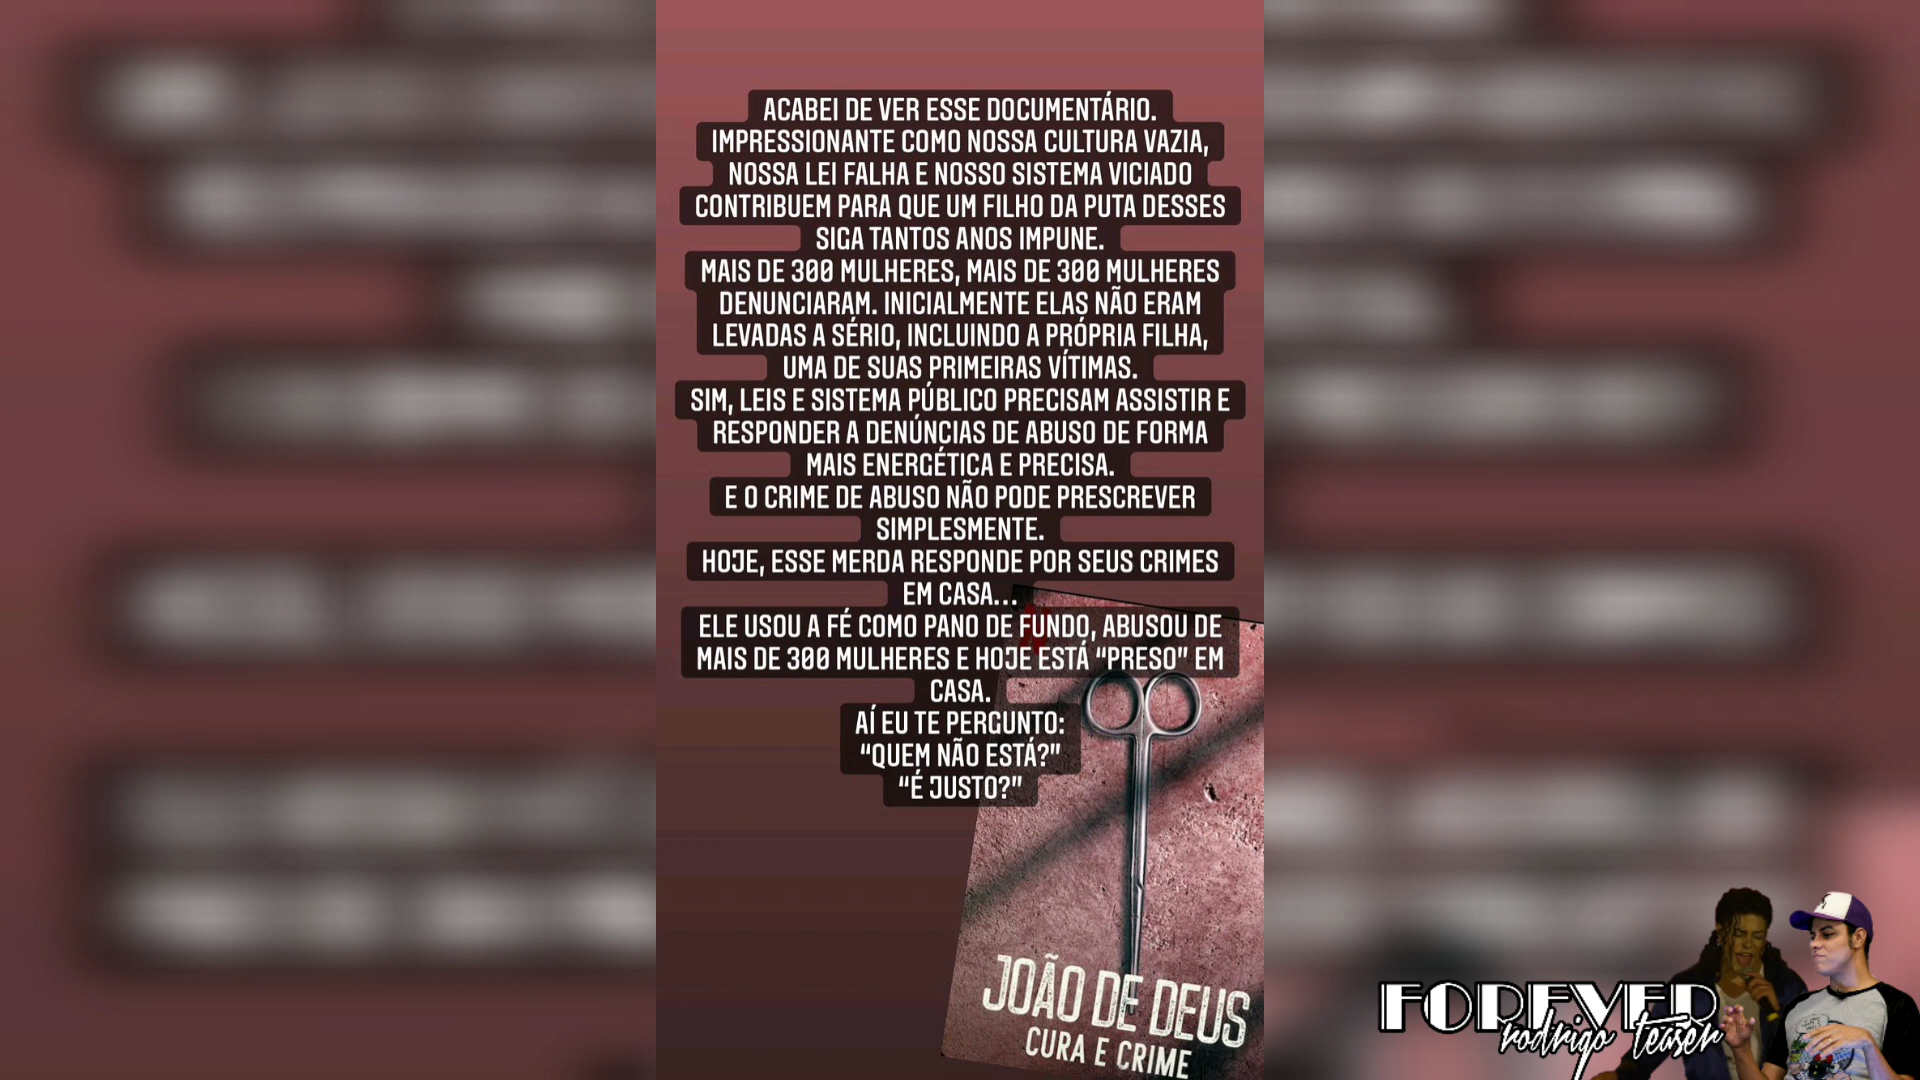 ACABEI DE VER ESSE DOCUMENTÁRIO.
IMPRESSIONANTE COMO NOSSA CULTURA VAZIA,
NOSSA LEI FALHA E NOSSO SISTEMA VICIADO
CONTRIBUEM PARA QUE UM FILHO DA PUTA DESSES
SIGA TANTOS ANOS IMPUNE.
MAIS DE 300 MULHERES, MAIS DE 300 MULHERES
DENUNCIARAM. INICIALMENTE ELAS NÃO ERAM
LEVADAS A SÉRIO, INCLUINDO A PRÓPRIA FILHA,
UMA DE SUAS PRIMEIRAS VÍTIMAS.
SIM, LEIS E SISTEMA PÚBLICO PRECISAM ASSISTIR E
RESPONDER A DENÚNCIAS DE ABUSO DE FORMA
MAIS ENERGÉTICA E PRECISA.
E O CRIME DE ABUSO NÃO PODE PRESCREVER
SIMPLESMENTE.
HOJE, ESSE MERDA RESPONDE POR SEUS CRIMES
EM CASA...
ELE USOU A FÉ COMO PANO DE FUNDO, ABUSOU DE
MAIS DE 300 MULHERES E HOJE ESTÁ “PRESO” EM
CASA.
AÍ EU TE PERGUNTO:
“QUEM NÃO ESTÁ?”
“É JUSTO?”
JOÃO DE DEUS
CURA E CRIME
FOREVER
rodrigo teaser